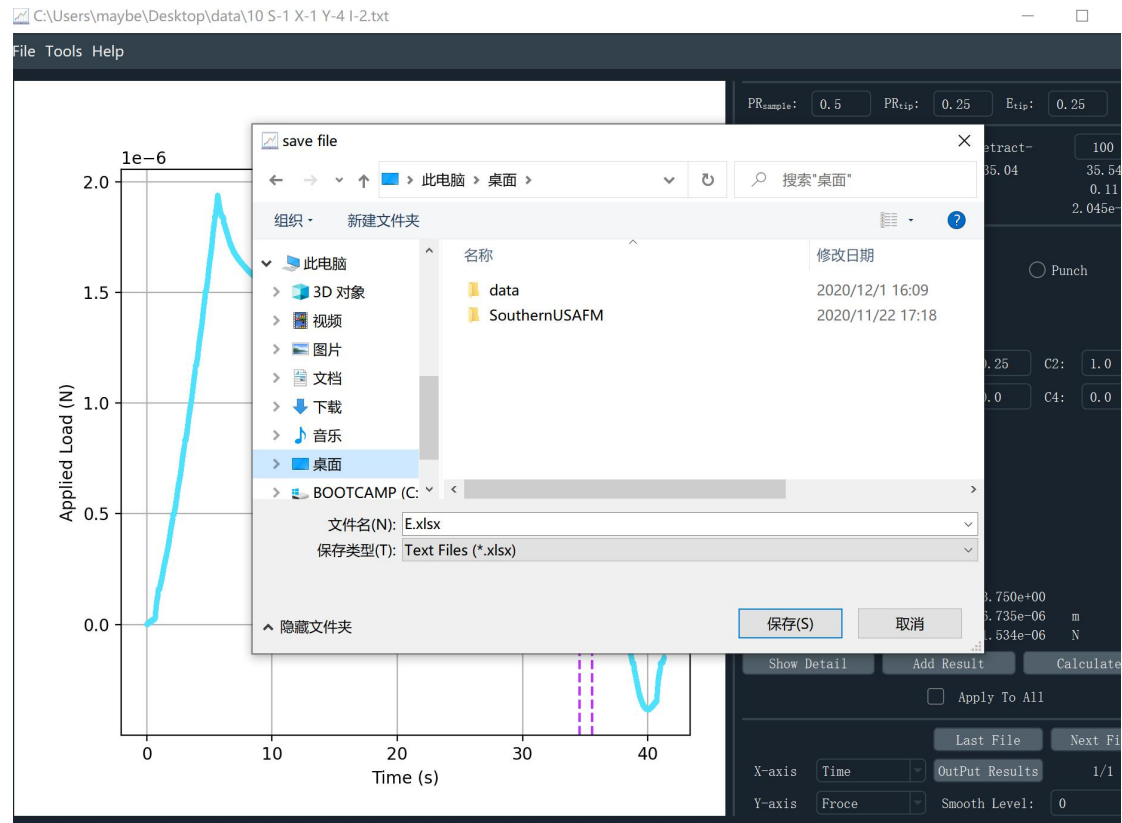 C:\Users\maybe\Desktop\data\10 S-1 X-1 Y-4 I-2.txt
File Tools Help
PRsample: 0.5 PRtip: 0.25 Etip: 0.25
save file
etract- 100
35.04 35.54
0.11
2.045e-
此电脑 桌面
搜索"桌面"
组织 新建文件夹
名称 修改日期
此电脑
3D 对象
视频
图片
文档
下载
音乐
桌面
BOOTCAMP (C:
data 2020/12/1 16:09
SouthernUSAFM 2020/11/22 17:18
文件名(N): E.xlsx
保存类型(T): Text Files (*.xlsx)
隐藏文件夹
保存(S) 取消
Punch
.25 C2: 1.0
.0 C4: 0.0
.750e+00
.735e-06 m
.534e-06 N
Show Detail Add Result Calculate
Apply To All
Last File Next Fi
X-axis Time OutPut Results 1/1
Y-axis Froce Smooth Level: 0
1e−6
2.0
1.5
1.0
0.5
0.0
Applied Load (N)
0 10 20 30 40
Time (s)